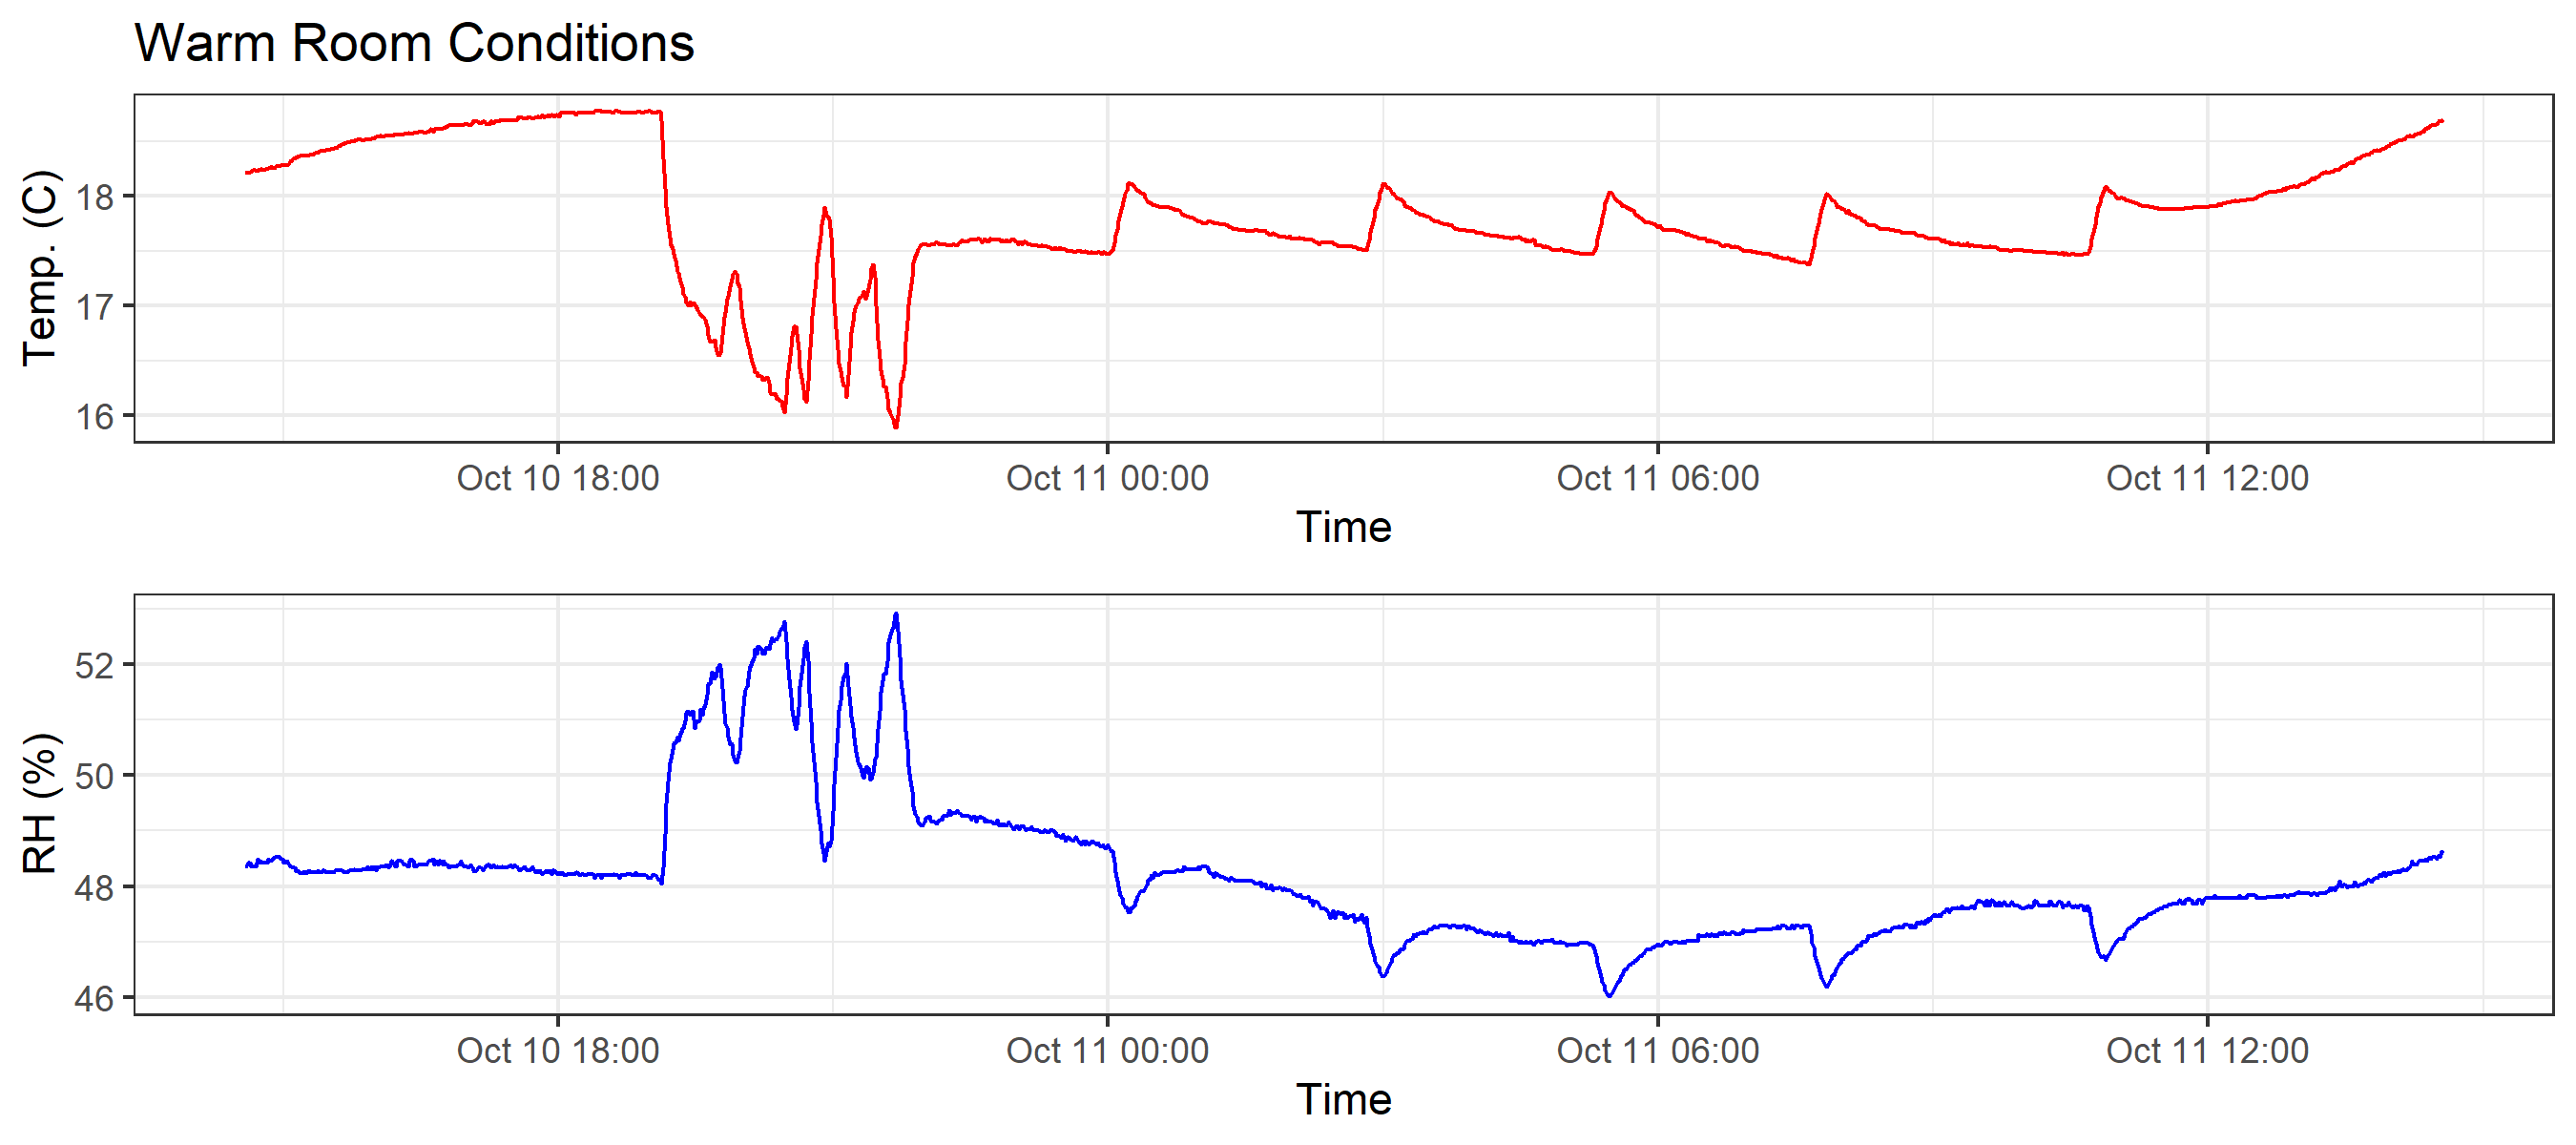 Warm Room Conditions
Temp. (C)
18
17
16
Oct 10 18:00 Oct 11 00:00 Oct 11 06:00 Oct 11 12:00
Time
RH (%)
52
50
48
46
Oct 10 18:00 Oct 11 00:00 Oct 11 06:00 Oct 11 12:00
Time